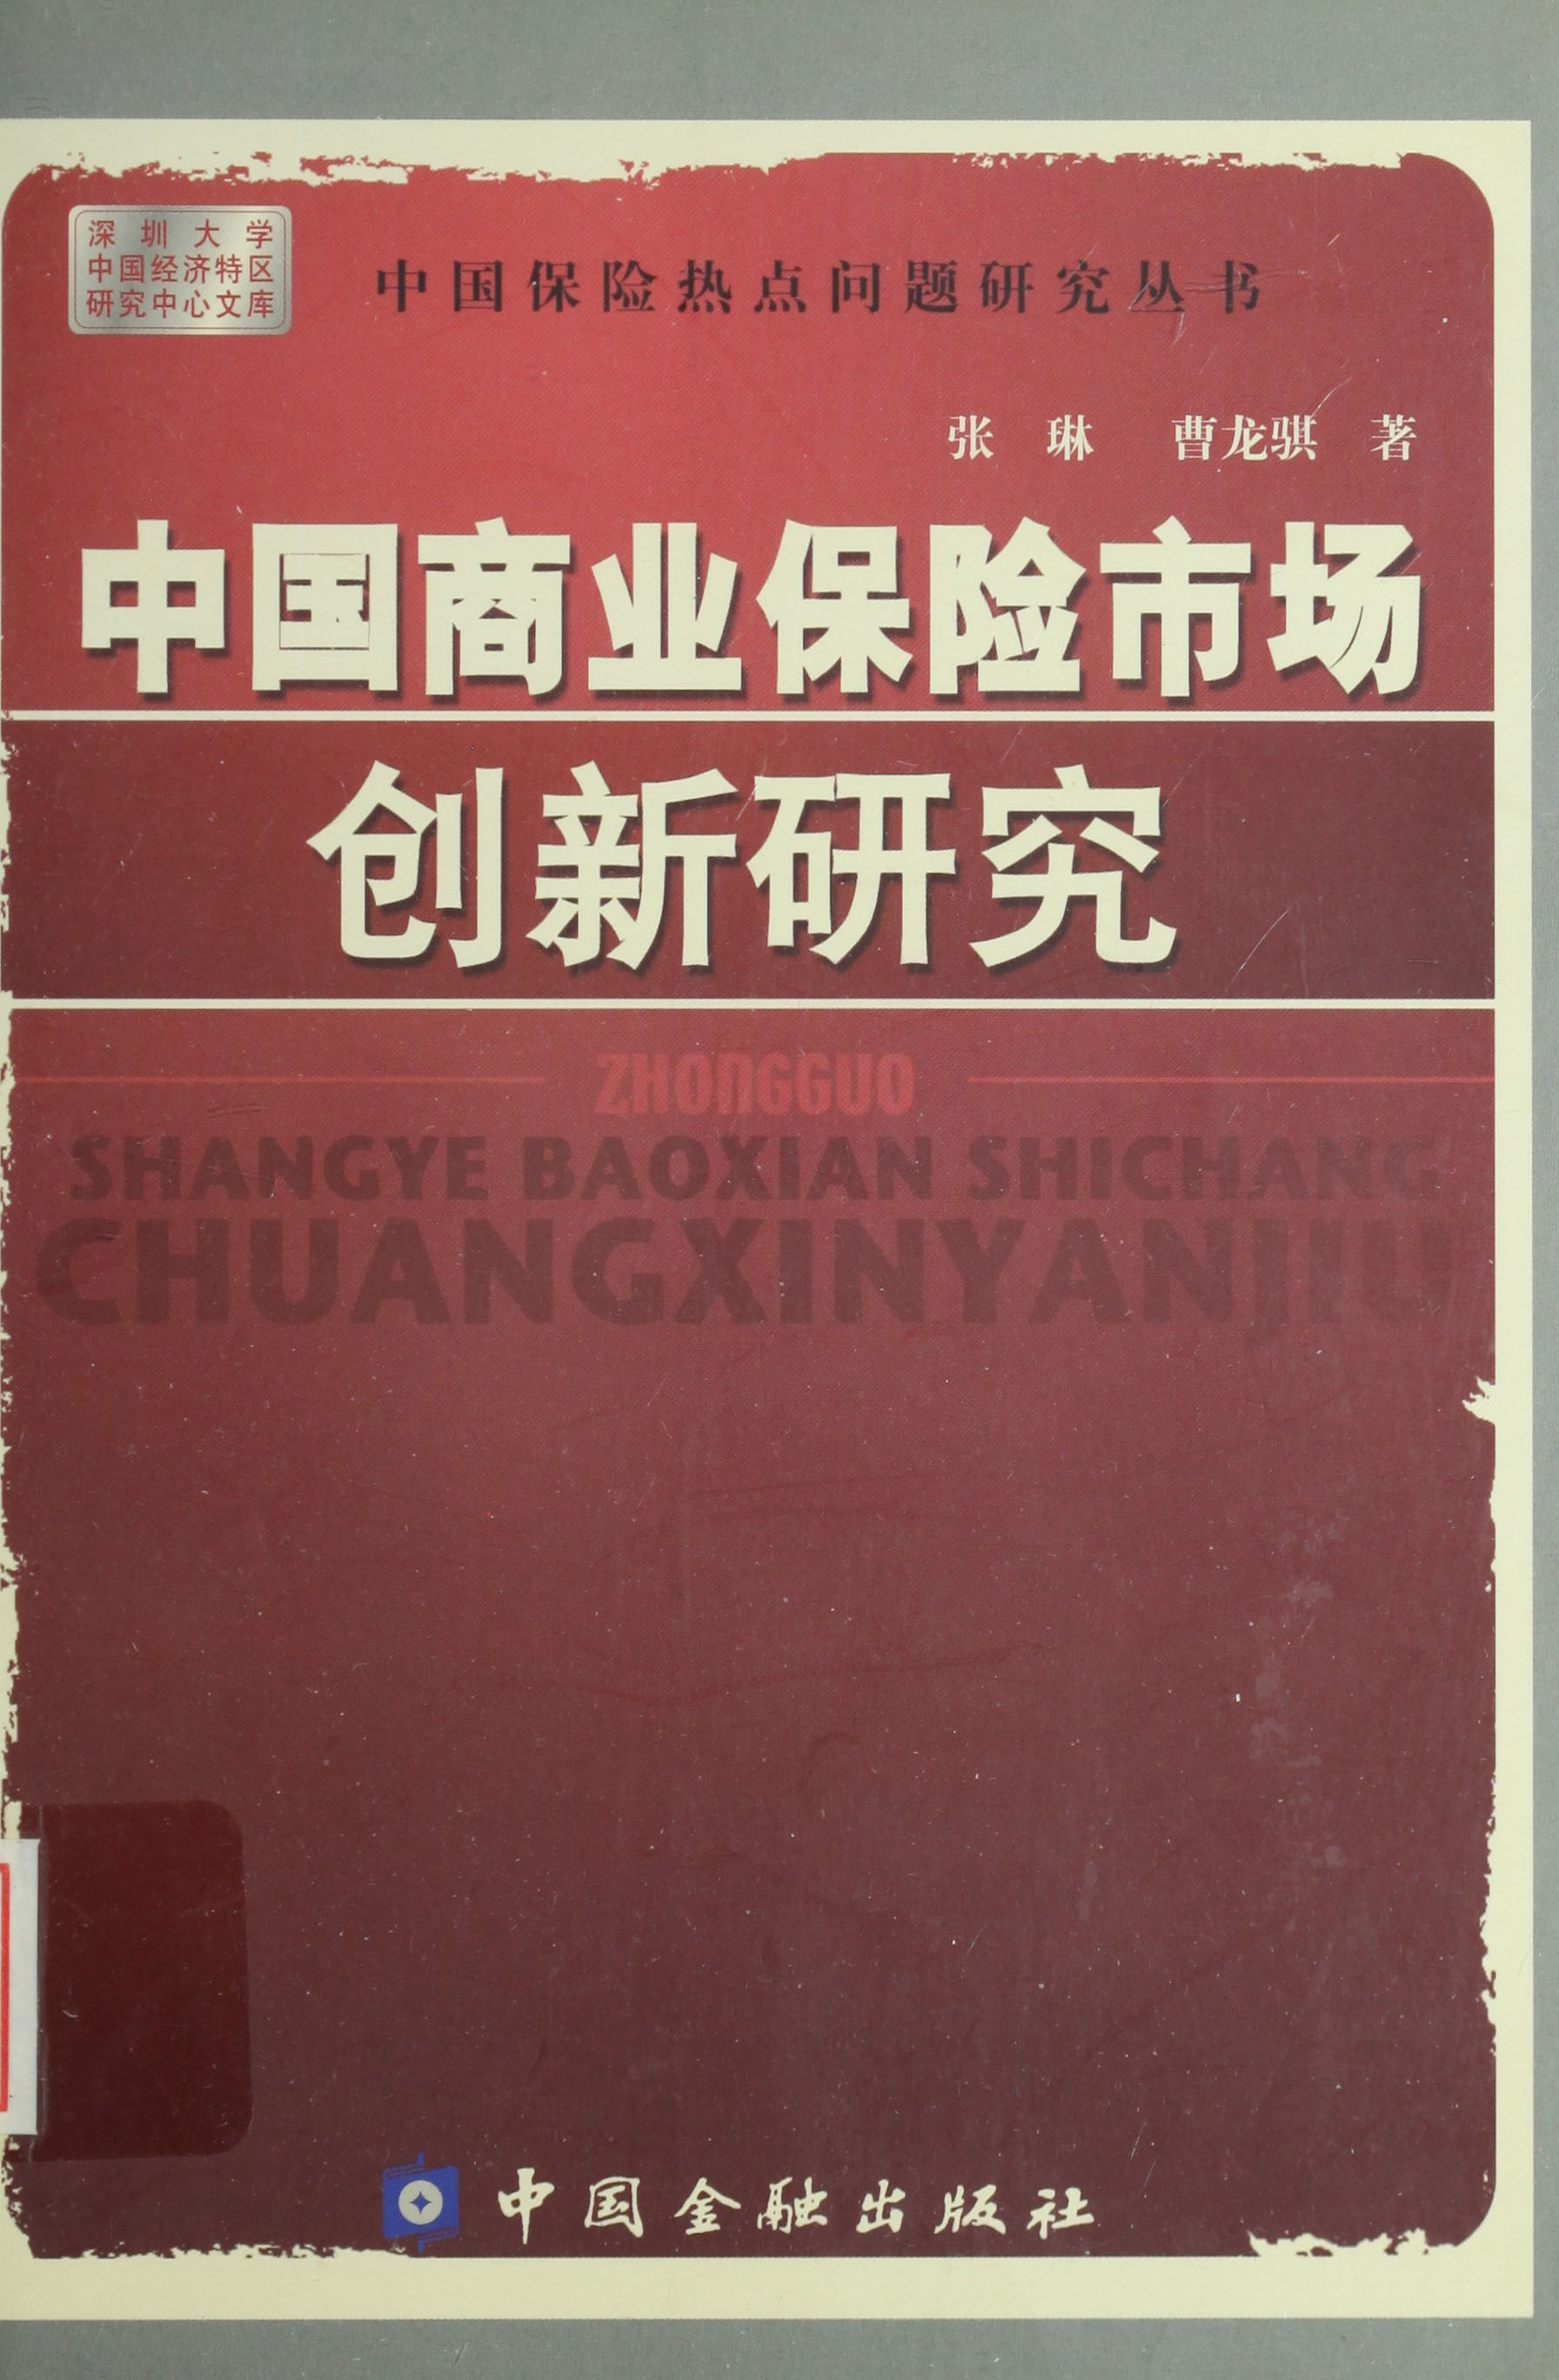 深圳大学
中国经济特区
研究中心文库
中国保险热点问题研究丛书
张 琳 曹龙骐 著
中国商业保险市场
创新研究
ZHONGGUO
SHANGYE BAOXIAN SHICHANG
CHUANGXINYANJIU
中国金融出版社